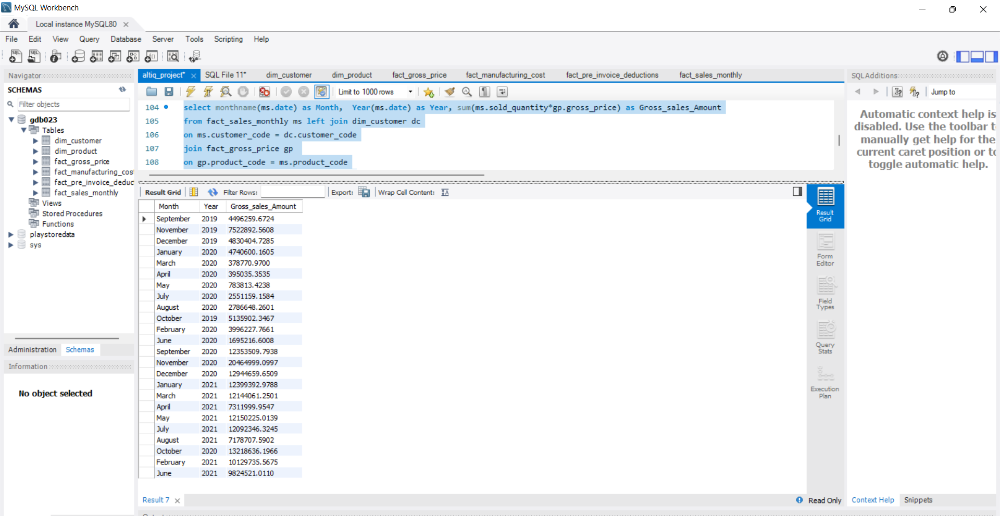 MySQL Workbench
Local instance MySQL80
File Edit View Query Database Server Tools Scripting Help
Navigator
SCHEMAS
Filter objects
gdb023
Tables
dim_customer
dim_product
fact_gross_price
fact_manufacturing_cos
fact_pre_invoice_deduc
fact_sales_monthly
Views
Stored Procedures
Functions
playstoredata
sys
Administration Schemas
Information
No object selected
altiq_project* SQL File 11* dim_customer dim_product fact_gross_price fact_manufacturing_cost fact_pre_invoice_deductions fact_sales_monthly
Limit to 1000 rows
104 select monthname(ms.date) as Month, Year(ms.date) as Year, sum(ms.sold_quantity*gp.gross_price) as Gross_sales_Amount
105 from fact_sales_monthly ms left join dim_customer dc
106 on ms.customer_code = dc.customer_code
107 join fact_gross_price gp
108 on gp.product_code = ms.product_code
Result Grid Filter Rows: Export: Wrap Cell Content:
Month Year Gross_sales_Amount
September 2019 4496259.6724
November 2019 7522892.5608
December 2019 4830404.7285
January 2020 4740600.1605
March 2020 378770.9700
April 2020 395035.3535
May 2020 783813.4238
July 2020 2551159.1584
August 2020 2786648.2601
October 2019 5135902.3467
February 2020 3996227.7661
June 2020 1695216.6008
September 2020 12353509.7938
November 2020 20464999.0997
December 2020 12944659.6509
January 2021 12399392.9788
March 2021 12144061.2501
April 2021 7311999.9547
May 2021 12150225.0139
July 2021 12092346.3245
August 2021 7178707.5902
October 2020 13218636.1966
February 2021 10129735.5675
June 2021 9824521.0110
Result
Grid
Form
Editor
Field
Types
Query
Stats
Execution
Plan
Result 7
Read Only
SQLAdditions
Jump to
Automatic context help is
disabled. Use the toolbar t
manually get help for the
current caret position or to
toggle automatic help.
Context Help Snippets